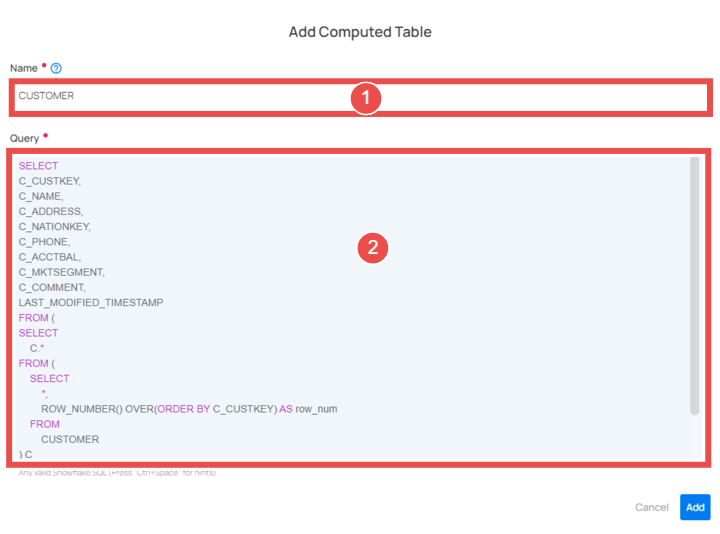 Add Computed Table
Name • ?
CUSTOMER
1
Query •
SELECT
C_CUSTKEY,
C_NAME,
C_ADDRESS,
C_NATIONKEY,
C_PHONE,
C_ACCTBAL,
C_MKTSEGMENT,
C_COMMENT,
LAST_MODIFIED_TIMESTAMP
FROM (
SELECT
C.*
FROM (
SELECT
*,
ROW_NUMBER() OVER(ORDER BY C_CUSTKEY) AS row_num
FROM
CUSTOMER
) C
2
Any valid Snowflake SQL (Press `Ctrl+Space` for hints)
Cancel
Add